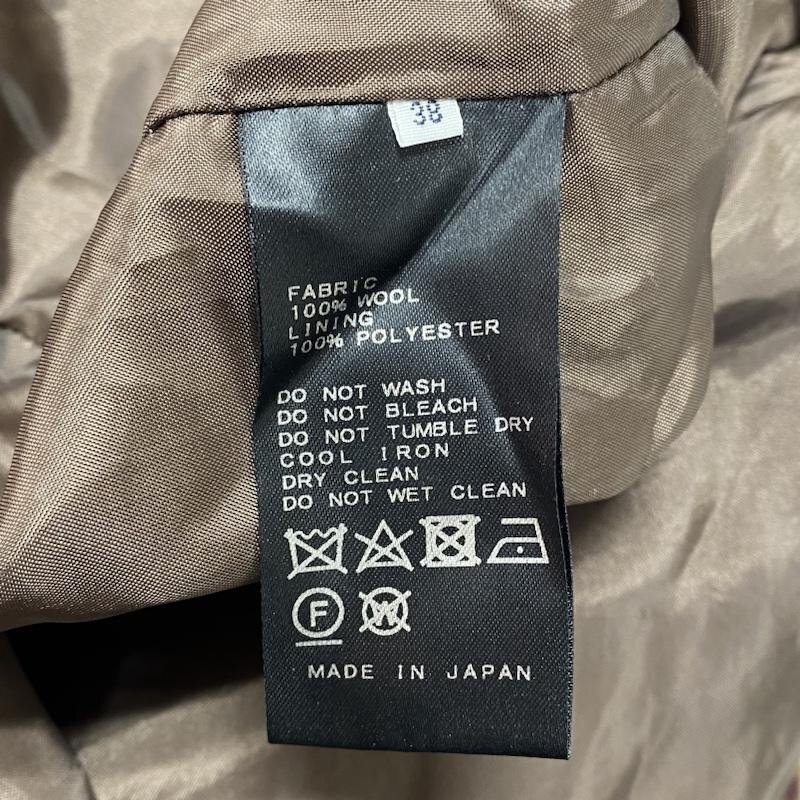 38
FABRIC
100% WOOL
LINING
100% POLYESTER
DO NOT WASH
DO NOT BLEACH
DO NOT TUMBLE DRY
COOL IRON
DRY CLEAN
DO NOT WET CLEAN
F W
MADE IN JAPAN